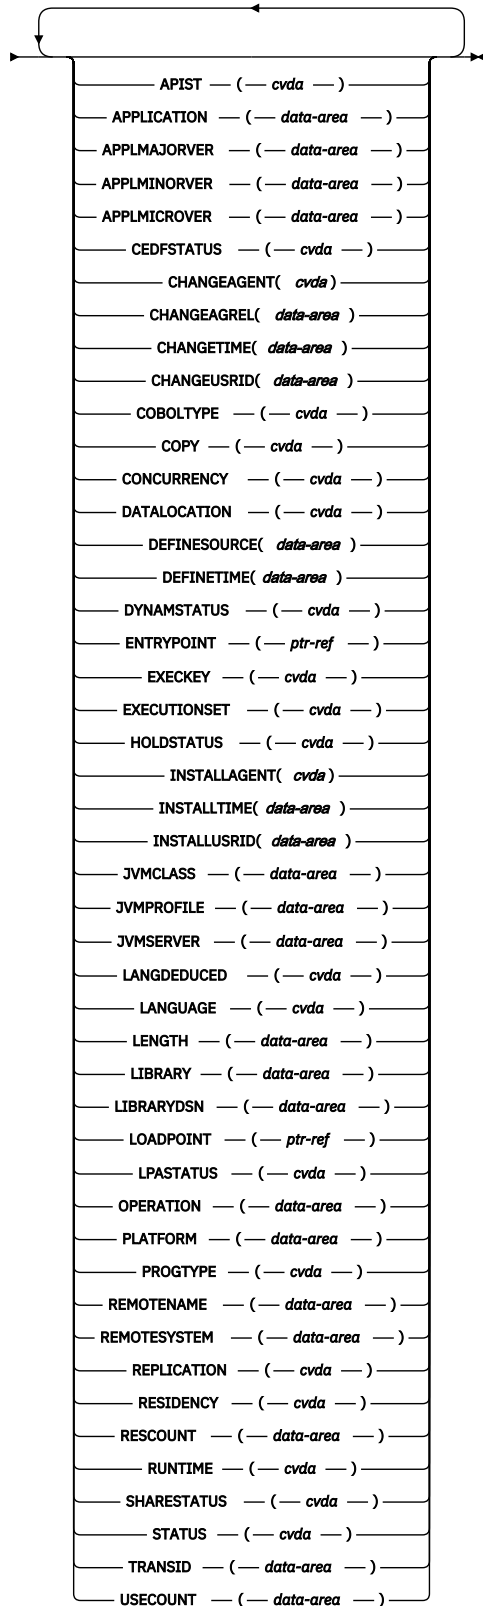 APIST ( cvda )
APPLICATION ( data-area )
APPLMAJORVER ( data-area )
APPLMINORVER ( data-area )
APPLMICROVER ( data-area )
CEDFSTATUS ( cvda )
CHANGEAGENT( cvda )
CHANGEAGREL( data-area )
CHANGETIME( data-area )
CHANGEUSRID( data-area )
COBOLTYPE ( cvda )
COPY ( cvda )
CONCURRENCY ( cvda )
DATALOCATION ( cvda )
DEFINESOURCE( data-area )
DEFINETIME( data-area )
DYNAMSTATUS ( cvda )
ENTRYPOINT ( ptr-ref )
EXECKEY ( cvda )
EXECUTIONSET ( cvda )
HOLDSTATUS ( cvda )
INSTALLAGENT( cvda )
INSTALLTIME( data-area )
INSTALLUSRID( data-area )
JVMCLASS ( data-area )
JVMPROFILE ( data-area )
JVMSERVER ( data-area )
LANGDEDUCED ( cvda )
LANGUAGE ( cvda )
LENGTH ( data-area )
LIBRARY ( data-area )
LIBRARYDSN ( data-area )
LOADPOINT ( ptr-ref )
LPASTATUS ( cvda )
OPERATION ( data-area )
PLATFORM ( data-area )
PROGTYPE ( cvda )
REMOTENAME ( data-area )
REMOTESYSTEM ( data-area )
REPLICATION ( cvda )
RESIDENCY ( cvda )
RESCOUNT ( data-area )
RUNTIME ( cvda )
SHARESTATUS ( cvda )
STATUS ( cvda )
TRANSID ( data-area )
USECOUNT ( data-area )